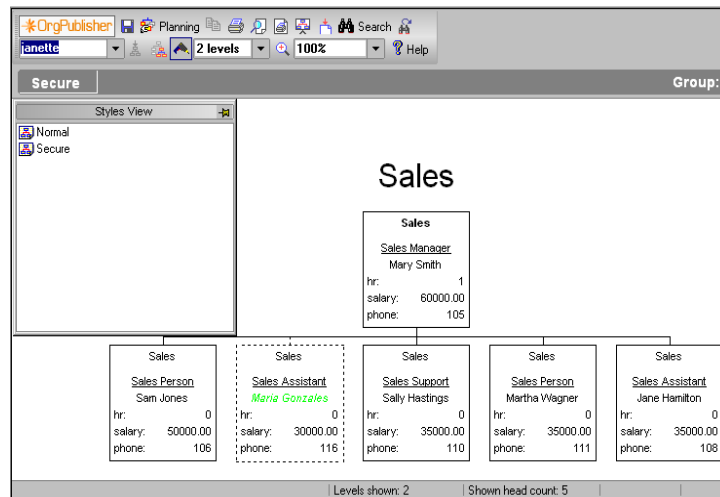 OrgPublisher Planning Search
janette 2 levels 100% Help
Secure Group:
Styles View
Normal
Secure
Sales
Sales
Sales Manager
Mary Smith
hr: 1
salary: 60000.00
phone: 105
Sales
Sales Person
Sam Jones
hr: 0
salary: 50000.00
phone: 106
Sales
Sales Assistant
Maria Gonzales
hr: 0
salary: 30000.00
phone: 116
Sales
Sales Support
Sally Hastings
hr: 0
salary: 35000.00
phone: 110
Sales
Sales Person
Martha Wagner
hr: 0
salary: 35000.00
phone: 111
Sales
Sales Assistant
Jane Hamilton
hr: 0
salary: 35000.00
phone: 108
Levels shown: 2 Shown head count: 5